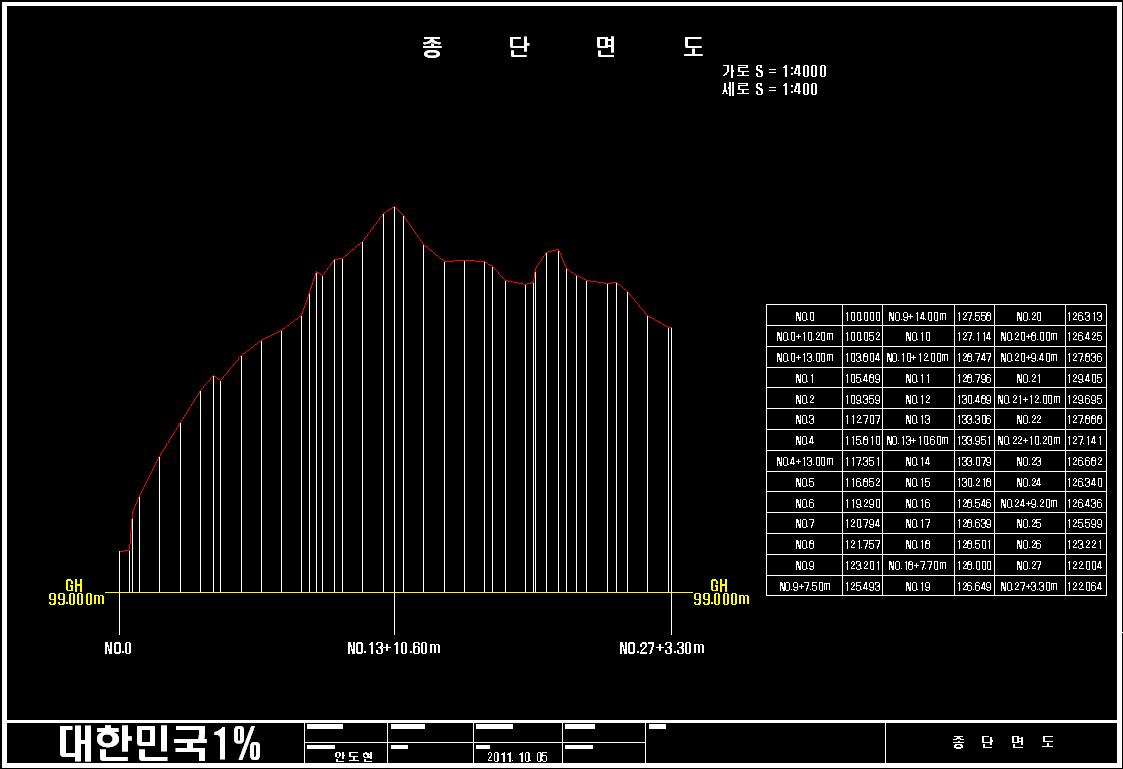 종 단 면 도
가로 S = 1:4000
세로 S = 1:400
NO.0 100.000 NO.9+14.00m 127.558 NO.20 126.313
NO.0+10.20m 100.052 NO.10 127.114 NO.20+8.00m 126.425
NO.0+13.00m 103.804 NO.10+12.00m 128.747 NO.20+9.40m 127.836
NO.1 105.489 NO.11 128.796 NO.21 129.405
NO.2 109.359 NO.12 130.489 NO.21+12.00m 129.695
NO.3 112.707 NO.13 133.306 NO.22 127.888
NO.4 115.810 NO.13+10.60m 133.951 NO.22+10.20m 127.141
NO.4+13.00m 117.351 NO.14 133.079 NO.23 126.682
NO.5 116.852 NO.15 130.218 NO.24 126.340
NO.6 119.290 NO.16 128.546 NO.24+9.20m 126.436
NO.7 120.794 NO.17 128.639 NO.25 125.599
NO.8 121.757 NO.18 128.501 NO.26 123.221
NO.9 123.201 NO.18+7.70m 128.000 NO.27 122.004
NO.9+7.50m 125.493 NO.19 126.649 NO.27+3.30m 122.064
GH
99.000m
GH
99.000m
NO.0
NO.13+10.60m
NO.27+3.30m
대한민국1%
안도현
2011. 10. 05
종 단 면 도